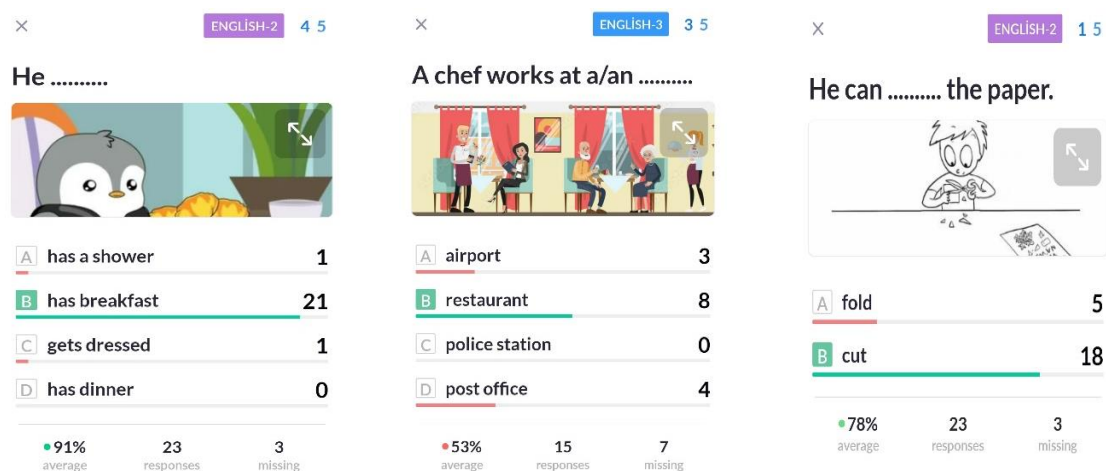 × ENGLİSH-2 4 5
He ..........
A has a shower 1
B has breakfast 21
C gets dressed 1
D has dinner 0
91% 23 3
average responses missing
× ENGLİSH-3 3 5
A chef works at a/an ..........
A airport 3
B restaurant 8
C police station 0
D post office 4
53% 15 7
average responses missing
× ENGLİSH-2 1 5
He can .......... the paper.
A fold 5
B cut 18
78% 23 3
average responses missing